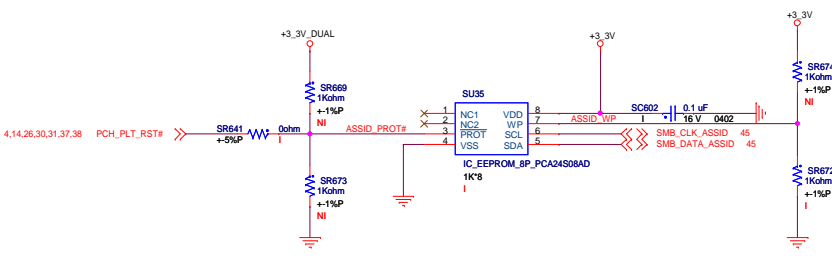 +3_3V
+3_3V_DUAL
+3_3V
SR669
1Kohm
+-1%P
NI
SR674
1Kohm
+-1%P
NI
SU35
1 NC1 VDD 8
2 NC2 WP 7
3 PROT SCL 6
4 VSS SDA 5
IC_EEPROM_8P_PCA24S08AD
1K*8
I
SC602 0.1 uF
I 16 V 0402
ASSID_WP
SMB_CLK_ASSID 45
SMB_DATA_ASSID 45
4,14,26,30,31,37,38 PCH_PLT_RST#
SR641 0ohm
+-5%P I
ASSID_PROT#
SR673
1Kohm
+-1%P
NI
SR672
1Kohm
+-1%P
I